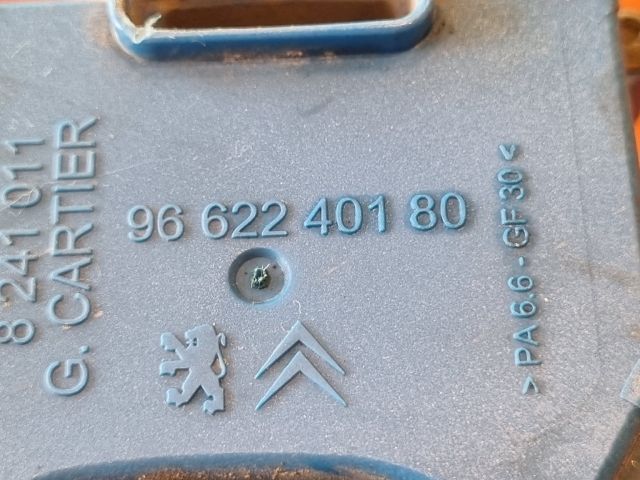 8 241 011
G. CARTIER
96 622 401 80
> PA 6.6 - GF 30 <